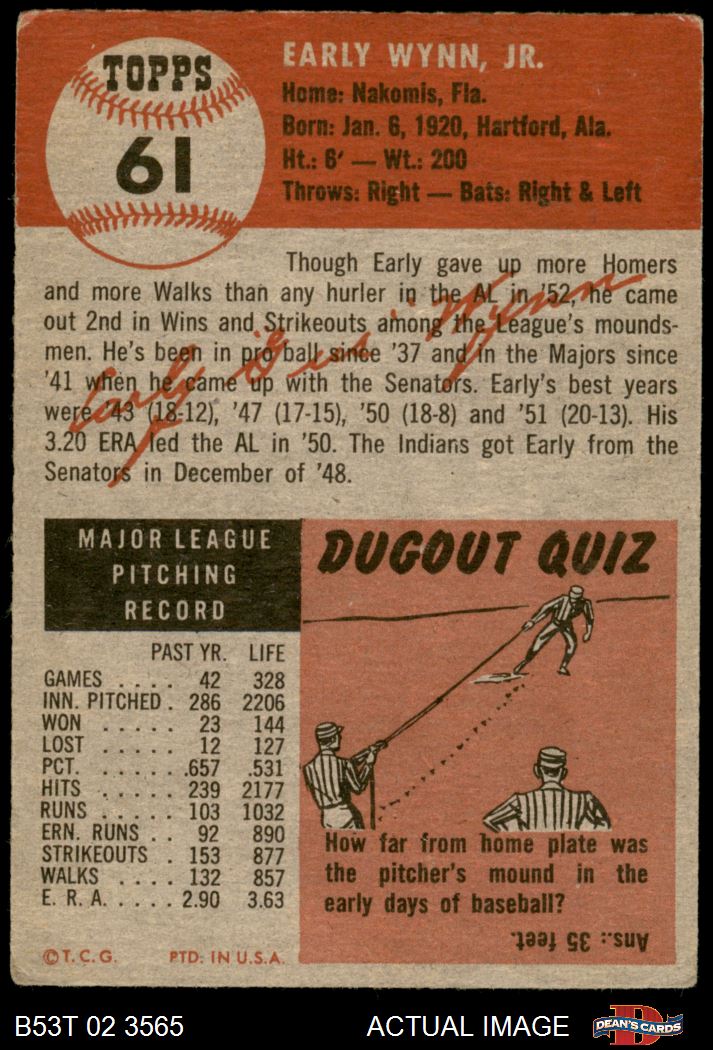 TOPPS
61
EARLY WYNN, JR.
Home: Nakomis, Fla.
Born: Jan. 6, 1920, Hartford, Ala.
Ht.: 6' — Wt.: 200
Throws: Right — Bats: Right & Left
Though Early gave up more Homers
and more Walks than any hurler in the AL in '52, he came
out 2nd in Wins and Strikeouts among the League's mounds-
men. He's been in pro ball since '37 and in the Majors since
'41 when he came up with the Senators. Early's best years
were '43 (18-12), '47 (17-15), '50 (18-8) and '51 (20-13). His
3.20 ERA led the AL in '50. The Indians got Early from the
Senators in December of '48.
Early "Gus" Wynn
MAJOR LEAGUE
PITCHING
RECORD
PAST YR. LIFE
GAMES . . . . 42 328
INN. PITCHED . 286 2206
WON . . . . . 23 144
LOST . . . . . 12 127
PCT. . . . . . .657 .531
HITS . . . . . 239 2177
RUNS . . . . . 103 1032
ERN. RUNS . . 92 890
STRIKEOUTS . 153 877
WALKS . . . . 132 857
E. R. A. . . . . 2.90 3.63
© T. C. G. PTD. IN U.S.A.
DUGOUT QUIZ
How far from home plate was
the pitcher's mound in the
early days of baseball?
Ans.: 35 feet.
B53T 02 3565 ACTUAL IMAGE
D
DEAN'S CARDS